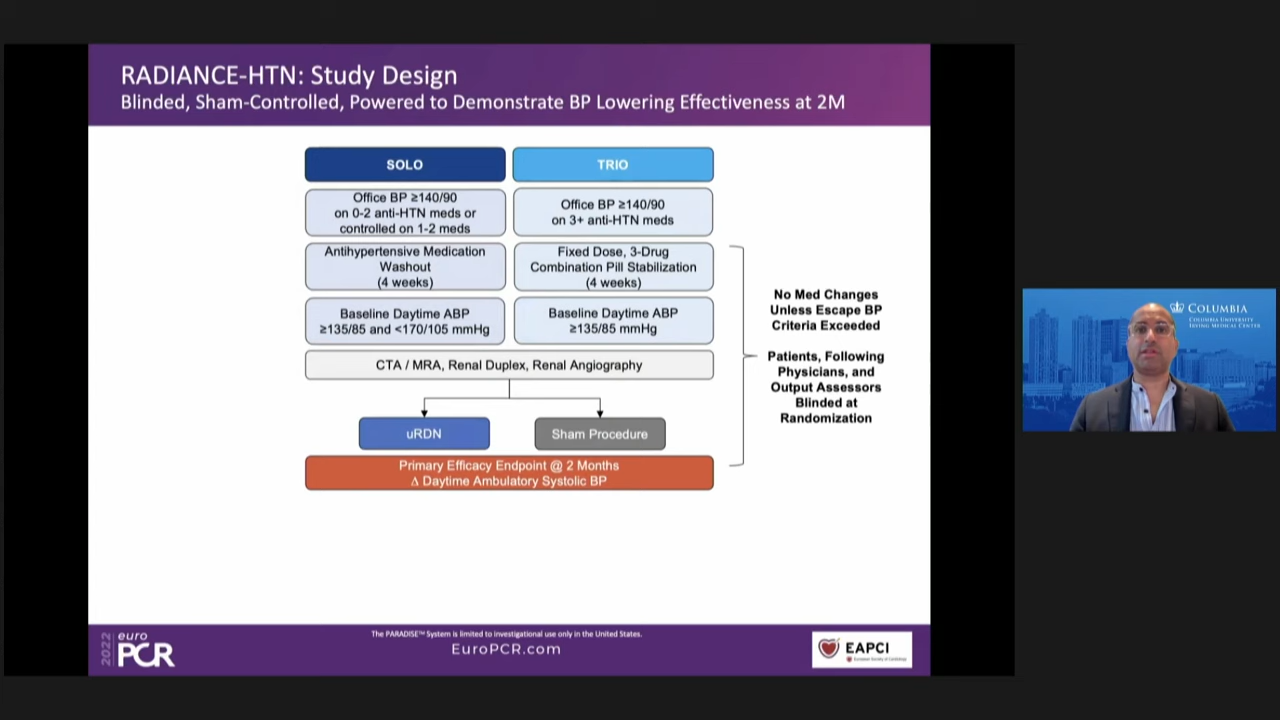 RADIANCE-HTN: Study Design
Blinded, Sham-Controlled, Powered to Demonstrate BP Lowering Effectiveness at 2M
SOLO
TRIO
Office BP ≥140/90
on 0-2 anti-HTN meds or
controlled on 1-2 meds
Office BP ≥140/90
on 3+ anti-HTN meds
Antihypertensive Medication
Washout
(4 weeks)
Fixed Dose, 3-Drug
Combination Pill Stabilization
(4 weeks)
Baseline Daytime ABP
≥135/85 and <170/105 mmHg
Baseline Daytime ABP
≥135/85 mmHg
CTA / MRA, Renal Duplex, Renal Angiography
uRDN
Sham Procedure
Primary Efficacy Endpoint @ 2 Months
Δ Daytime Ambulatory Systolic BP
No Med Changes
Unless Escape BP
Criteria Exceeded
Patients, Following
Physicians, and
Output Assessors
Blinded at
Randomization
COLUMBIA
COLUMBIA UNIVERSITY
IRVING MEDICAL CENTER
2022
euro
PCR
The PARADISE™ System is limited to investigational use only in the United States.
EuroPCR.com
EAPCI
European Society of Cardiology